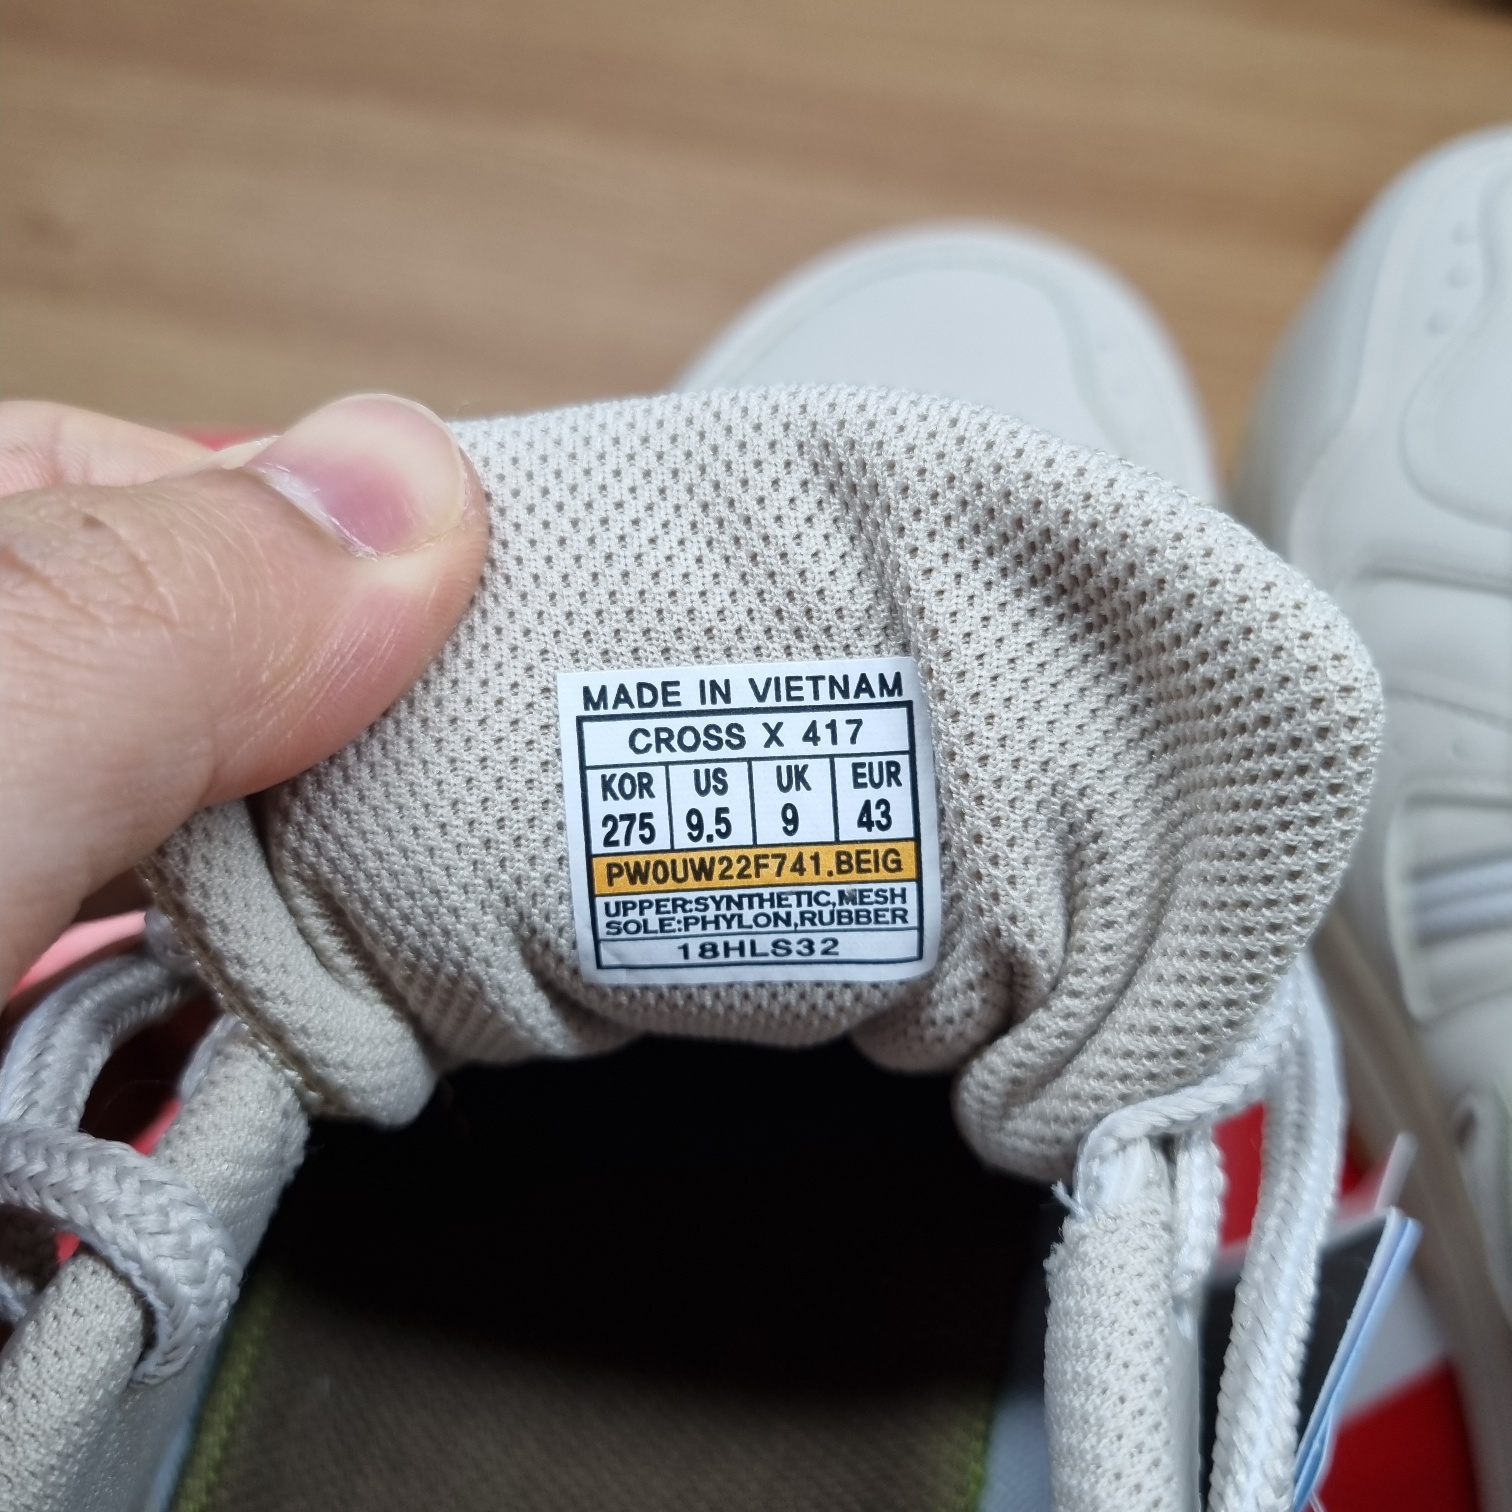 MADE IN VIETNAM
CROSS X 417
KOR US UK EUR
275 9.5 9 43
PW0UW22F741.BEIG
UPPER:SYNTHETIC,MESH
SOLE:PHYLON,RUBBER
18HLS32